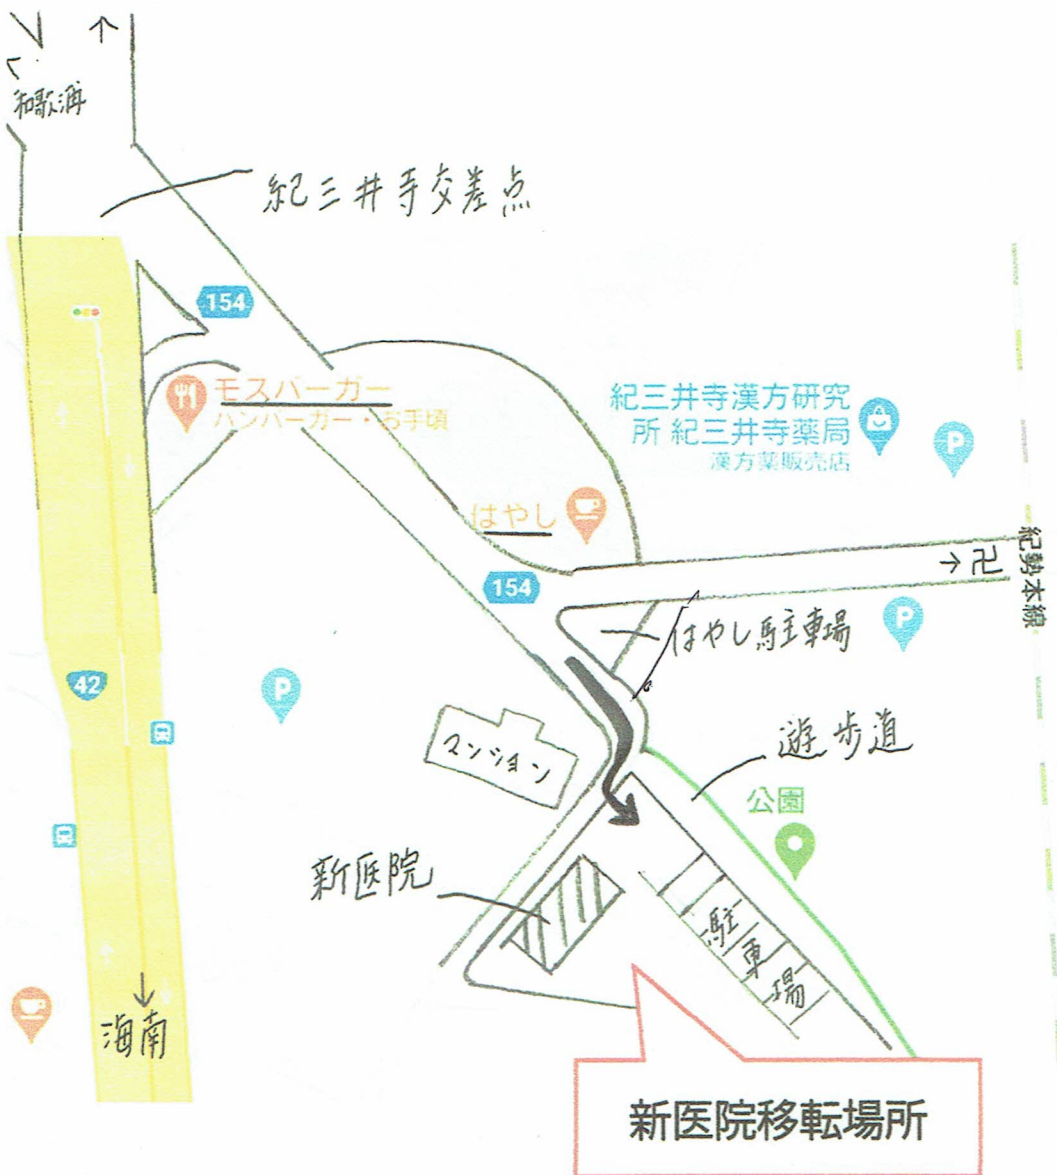 和歌浦
紀三井寺交差点
154
モスバーガー
ハンバーガー・お手頃
紀三井寺漢方研究
所 紀三井寺薬局
漢方薬販売店
P
はやし
154
卍
紀勢本線
はやし駐車場
P
42
P
マンション
遊歩道
公園
新医院
駐車場
海南
新医院移転場所